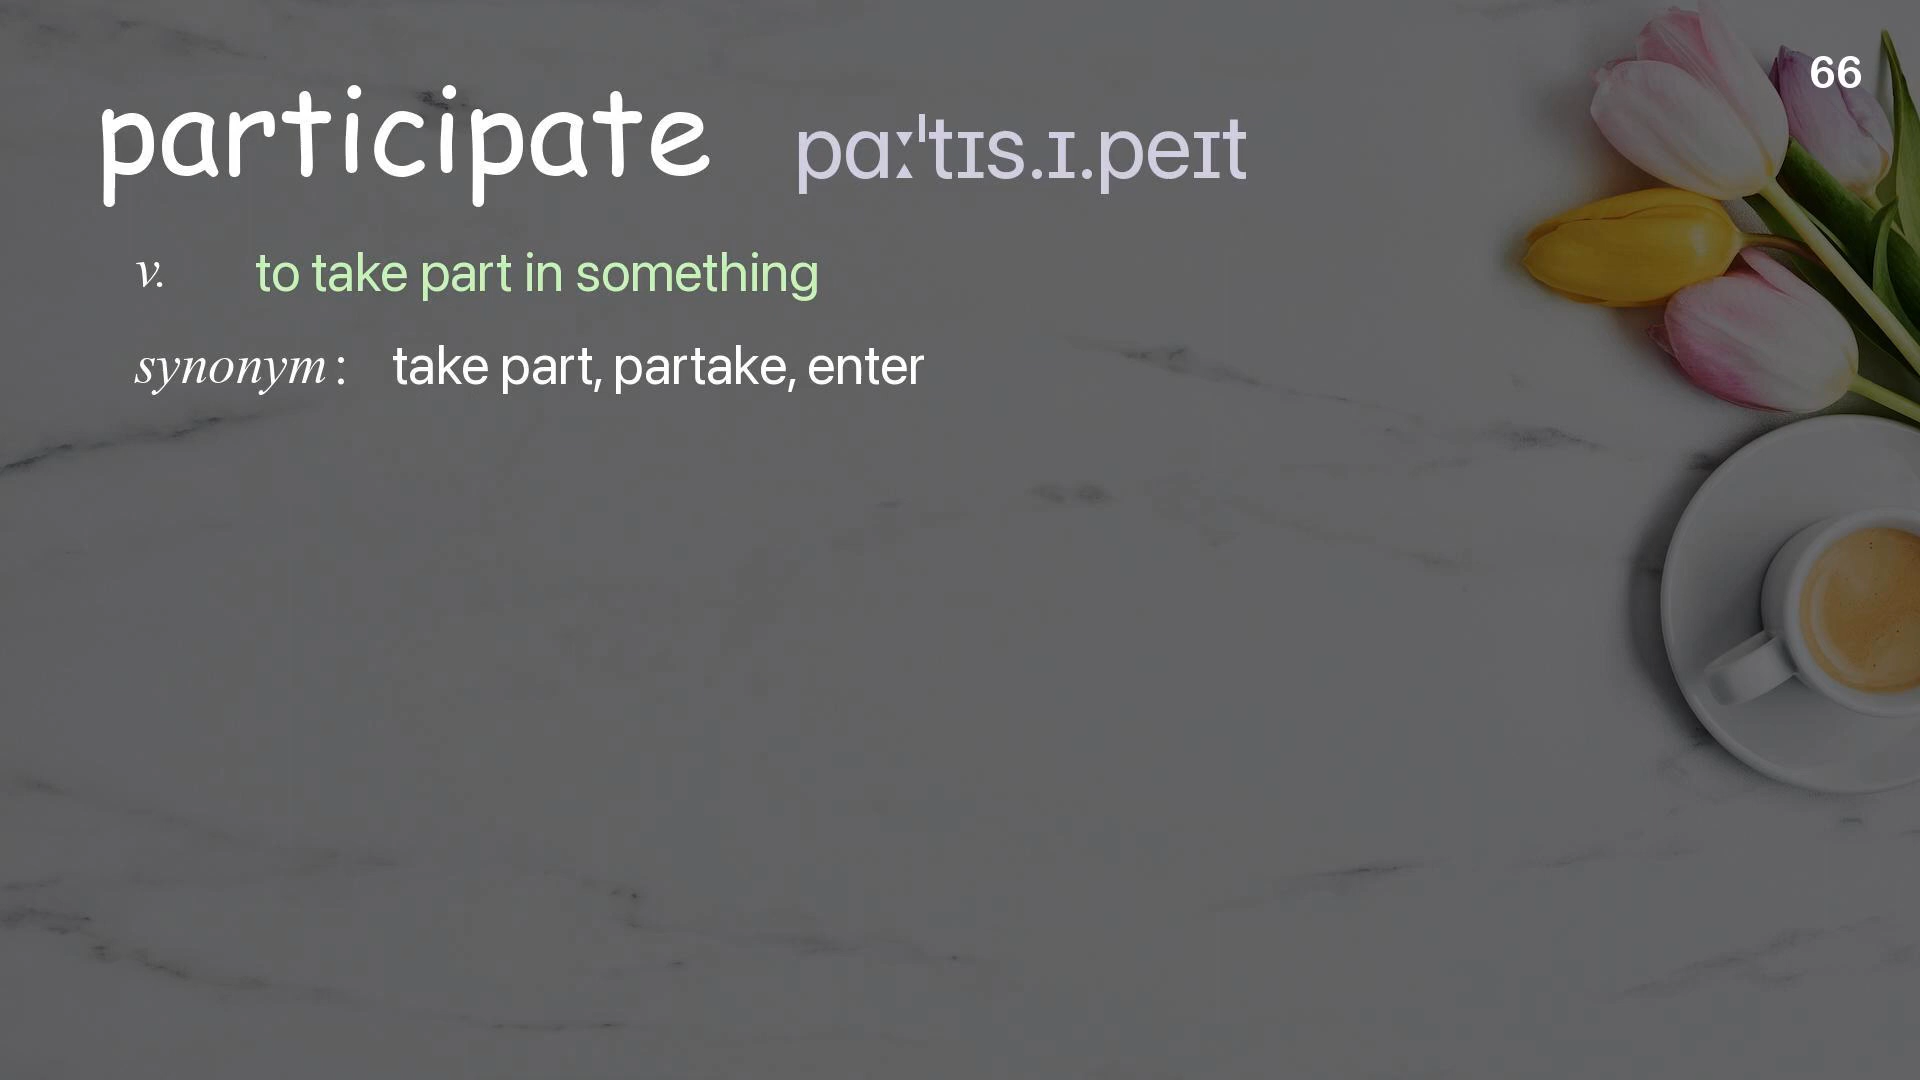 66
participate pɑːˈtɪs.ɪ.peɪt
v. to take part in something
synonym: take part, partake, enter